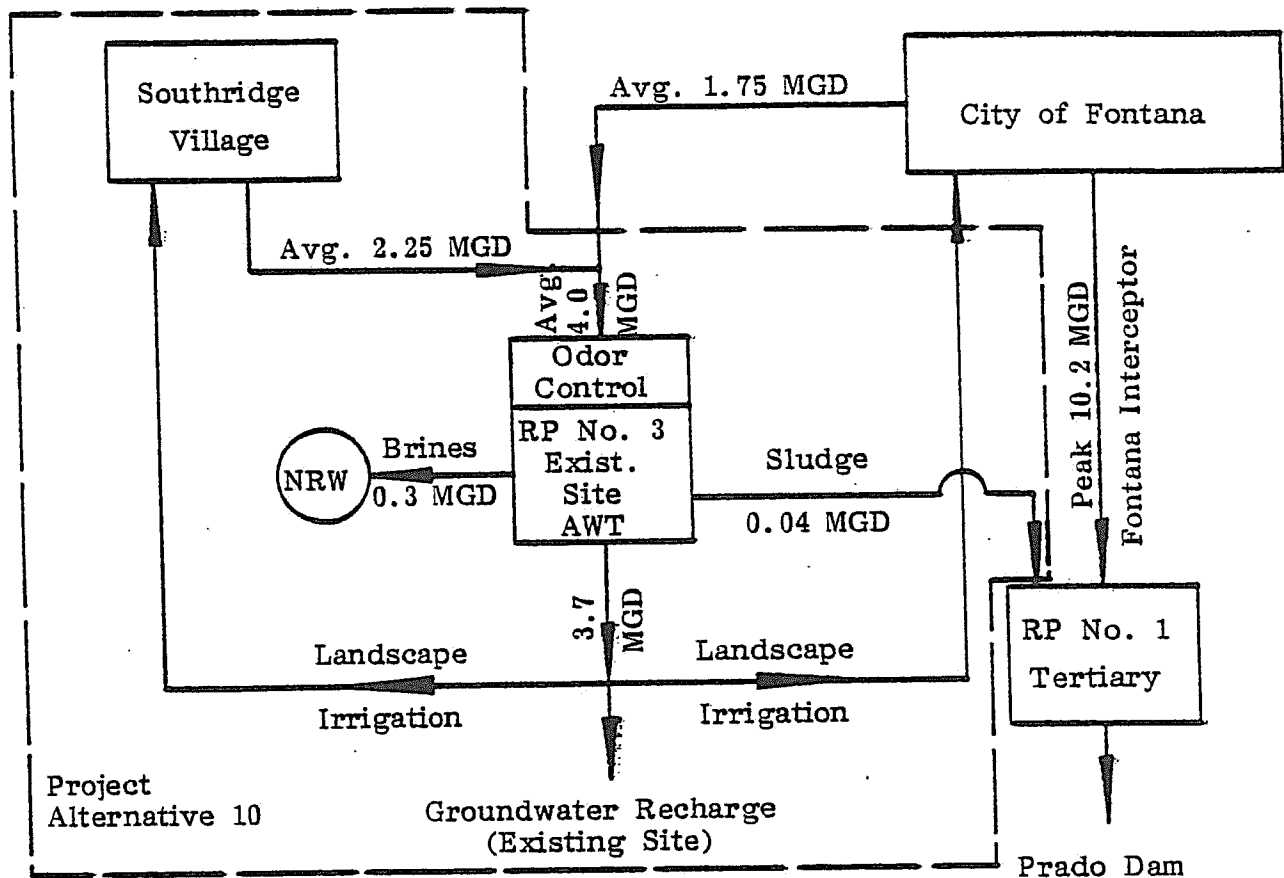 Southridge
Village
Avg. 1.75 MGD
City of Fontana
Avg. 2.25 MGD
Avg.
4.0
MGD
Odor
Control
RP No. 3
Exist.
Site
AWT
NRW
Brines
0.3 MGD
Sludge
0.04 MGD
Peak 10.2 MGD
Fontana Interceptor
3.7
MGD
Landscape
Irrigation
Landscape
Irrigation
RP No. 1
Tertiary
Project
Alternative 10
Groundwater Recharge
(Existing Site)
Prado Dam